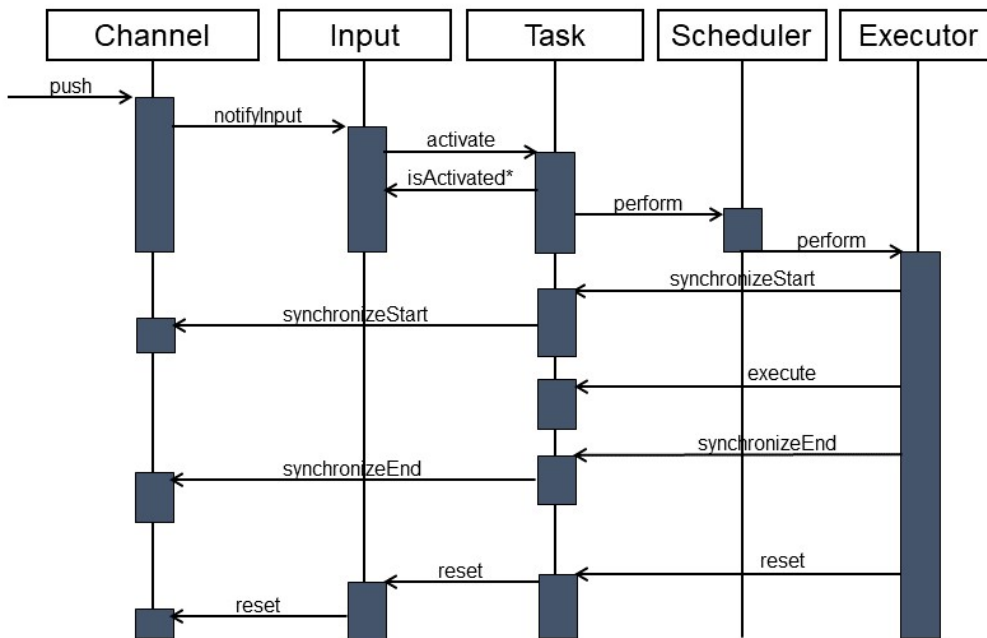 Channel
Input
Task
Scheduler
Executor
push
notifyInput
activate
isActivated*
perform
perform
synchronizeStart
synchronizeStart
execute
synchronizeEnd
synchronizeEnd
reset
reset
reset